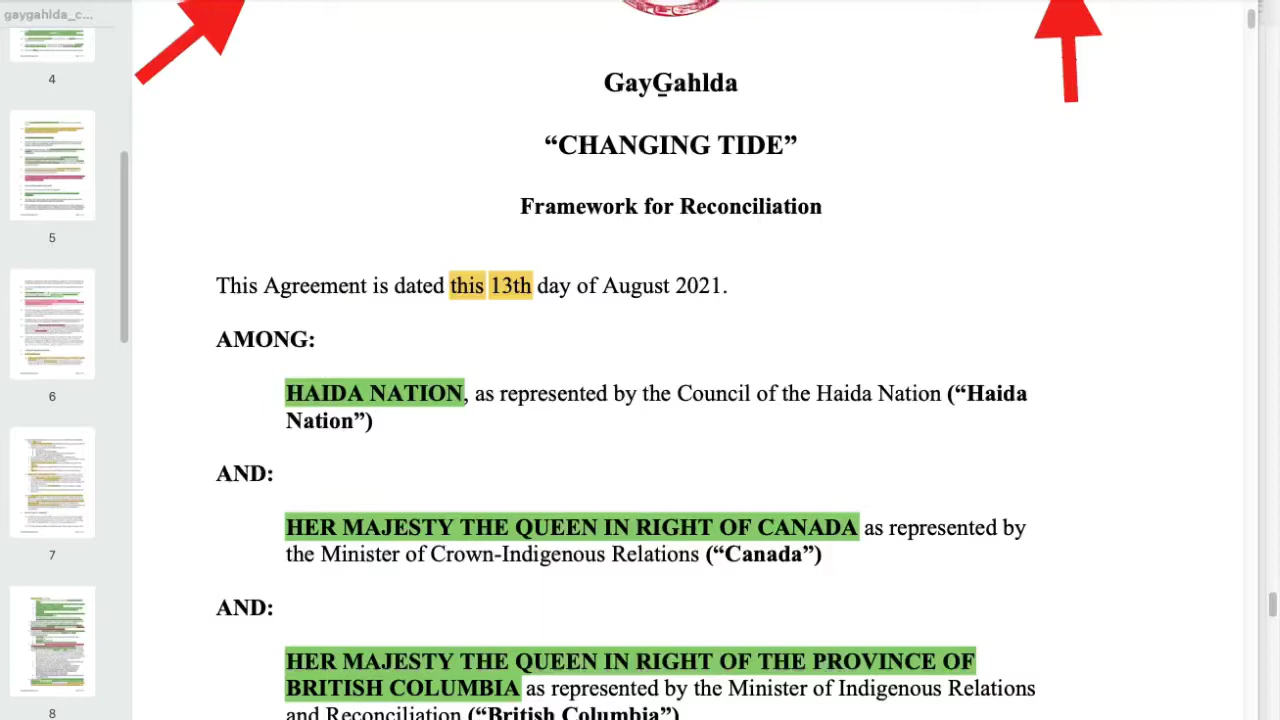 gaygahlda_c...
4
5
6
7
8
GayG̱ahlda
“CHANGING TIDE”
Framework for Reconciliation
This Agreement is dated this 13th day of August 2021.
AMONG:
HAIDA NATION, as represented by the Council of the Haida Nation (“Haida
Nation”)
AND:
HER MAJESTY THE QUEEN IN RIGHT OF CANADA as represented by
the Minister of Crown-Indigenous Relations (“Canada”)
AND:
HER MAJESTY THE QUEEN IN RIGHT OF THE PROVINCE OF
BRITISH COLUMBIA as represented by the Minister of Indigenous Relations
and Reconciliation (“British Columbia”)